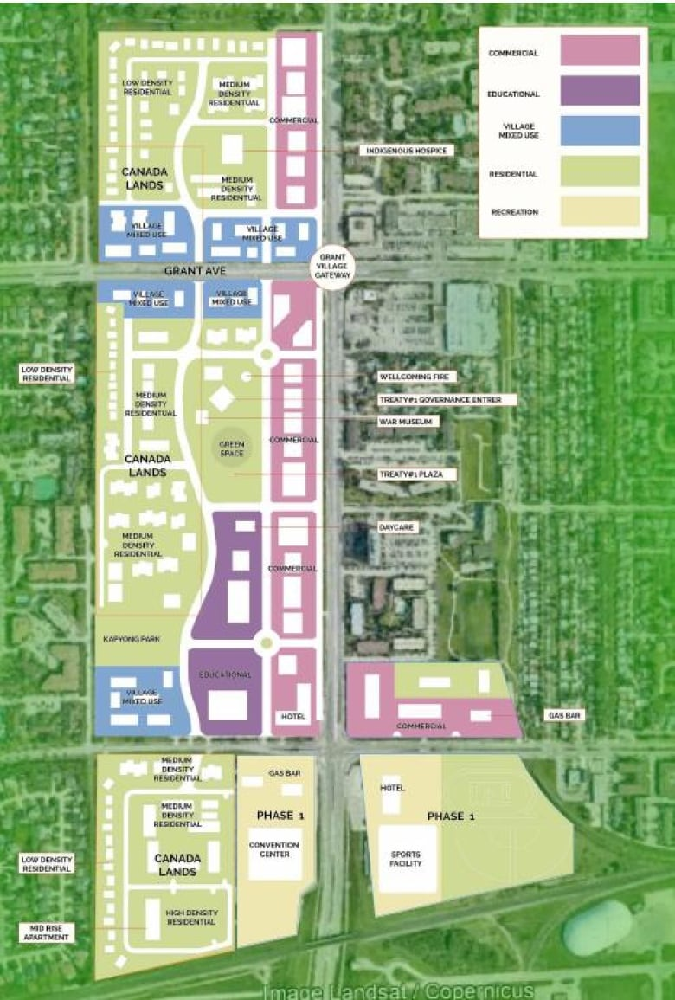 COMMERCIAL
EDUCATIONAL
VILLAGE
MIXED USE
RESIDENTIAL
RECREATION
LOW DENSITY
RESIDENTIAL
MEDIUM
DENSITY
RESIDENTUAL
COMMERCIAL
INDIGENOUS HOSPICE
CANADA
LANDS
MEDIUM
DENSITY
RESIDENTUAL
VILLAGE
MIXED USE
VILLAGE
MIXED USE
GRANT
VILLAGE
GATEWAY
GRANT AVE
VILLAGE
MIXED USE
VILLAGE
MIXED USE
LOW DENSITY
RESIDENTIAL
WELLCOMING FIRE
MEDIUM
DENSITY
RESIDENTUAL
TREATY#1 GOVERNANCE ENTRER
WAR MUSEUM
COMMERCIAL
GREEN
SPACE
CANADA
LANDS
TREATY#1 PLAZA
DAYCARE
MEDIUM
DENSITY
RESIDENTUAL
COMMERCIAL
KAPYONG PARK
EDUCATIONAL
VILLAGE
MIXED USE
HOTEL
GAS BAR
COMMERCIAL
MEDIUM
DENSITY
RESIDENTUAL
GAS BAR
HOTEL
MEDIUM
DENSITY
RESIDENTUAL
PHASE 1
PHASE 1
CONVENTION
CENTER
SPORTS
FACILITY
LOW DENSITY
RESIDENTIAL
CANADA
LANDS
HIGH DENSITY
RESIDENTUAL
MID RISE
APARTMENT
Image Landsat / Copernicus